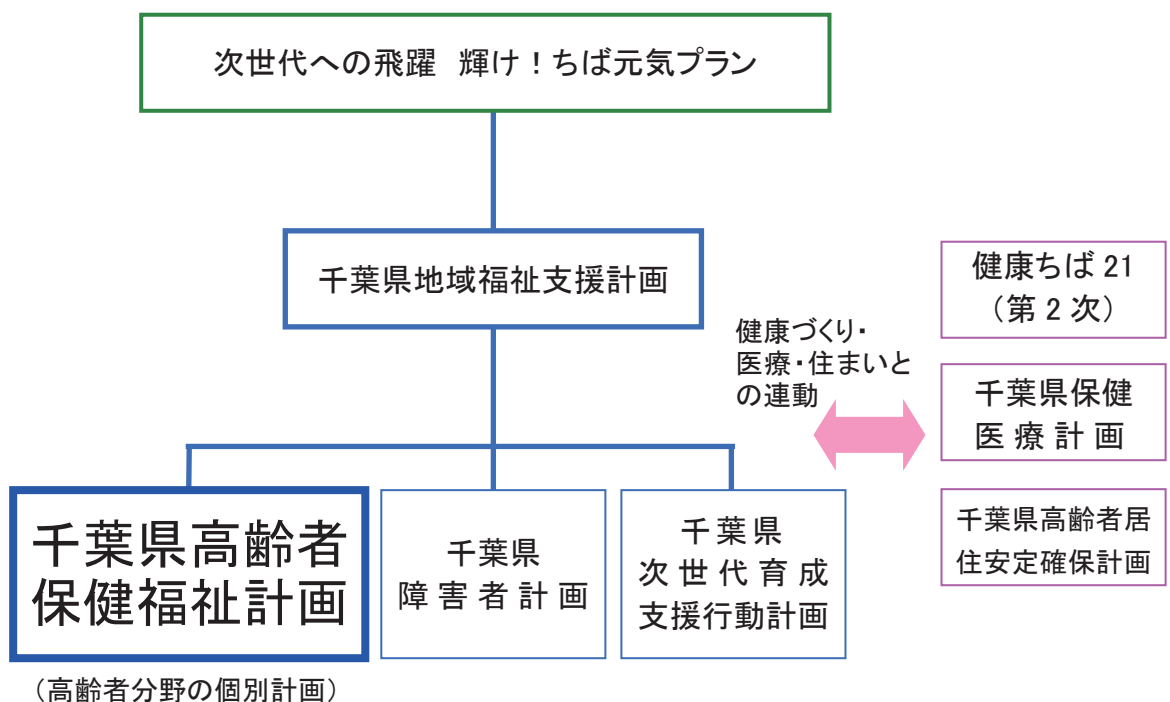 次世代への飛躍 輝け！ちば元気プラン
千葉県地域福祉支援計画
健康づくり・
医療・住まいと
の連動
健康ちば 21
（第 2 次）
千葉県保健
医 療 計 画
千葉県高齢者居
住安定確保計画
千葉県高齢者
保健福祉計画
千葉県
障 害 者 計 画
千 葉 県
次 世 代 育 成
支援行動計画
（高齢者分野の個別計画）